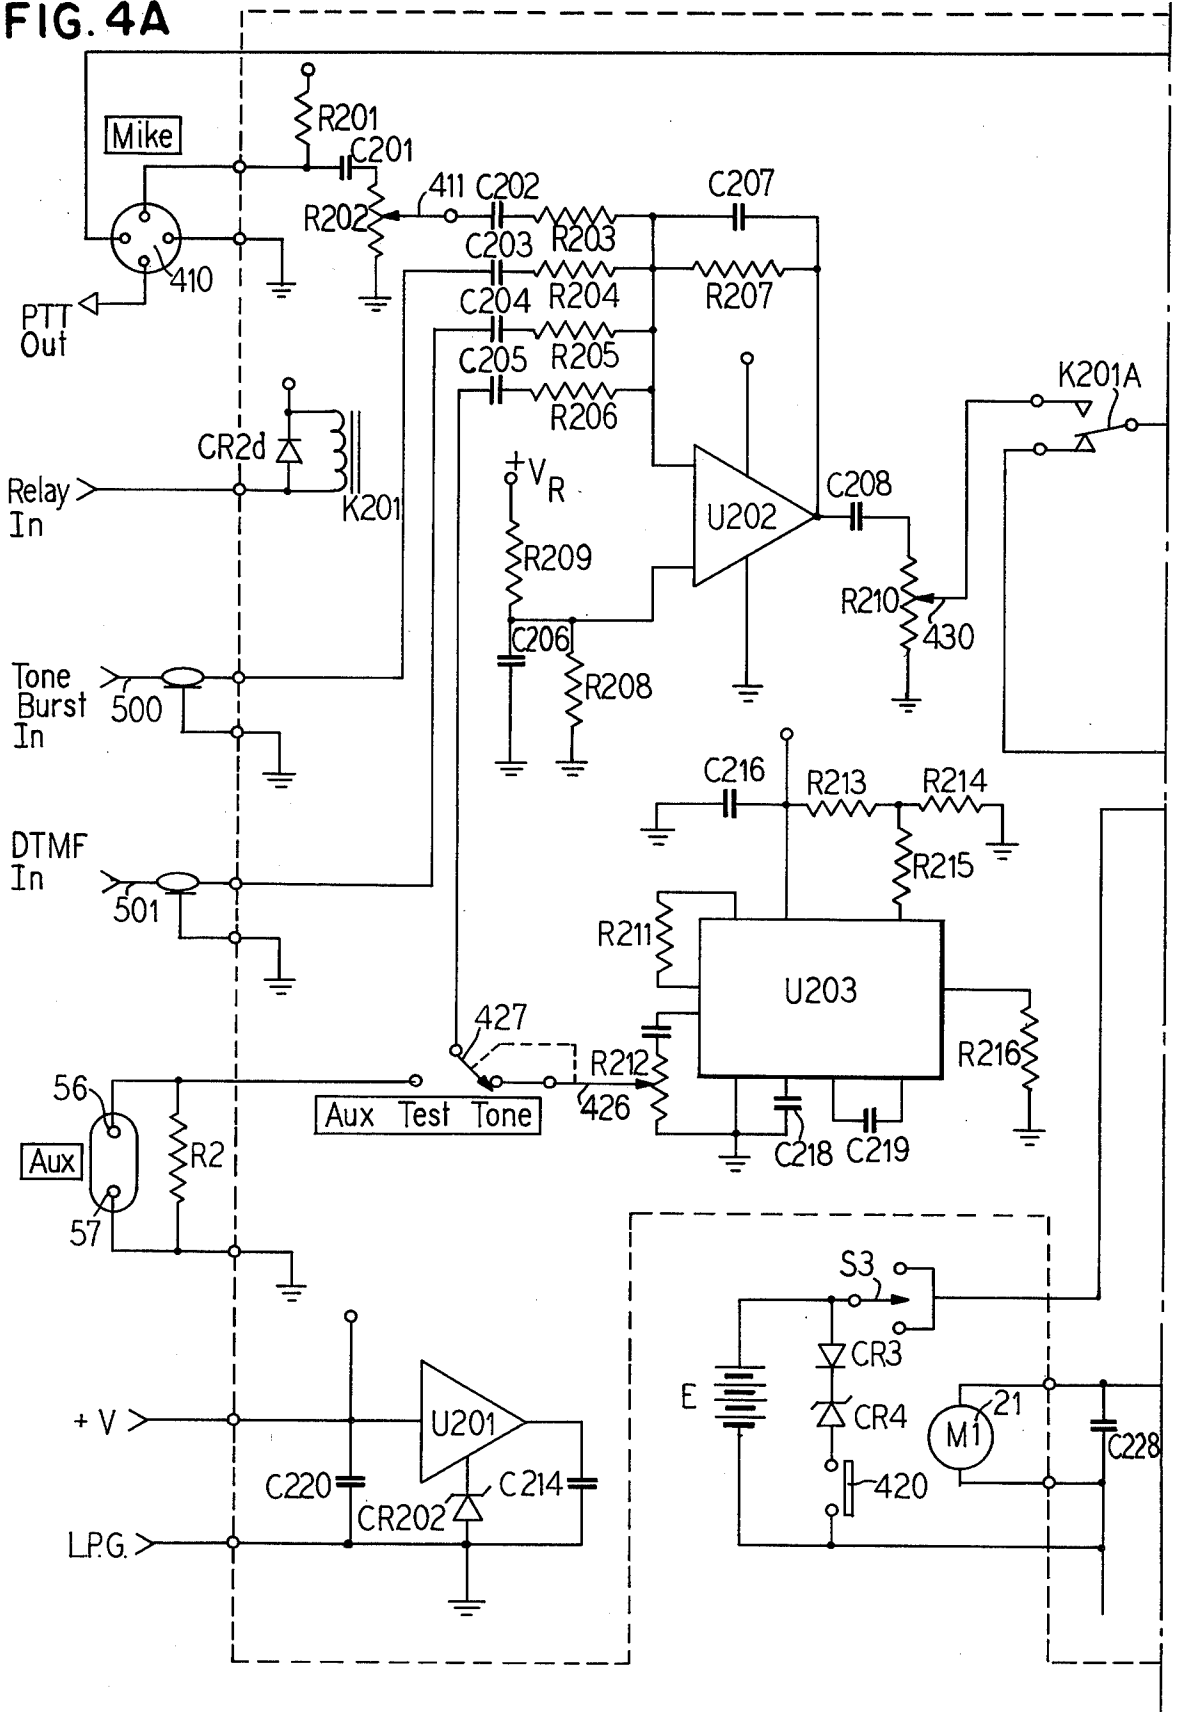 FIG. 4A
R201
Mike
C201
411
C202
C207
R202
R203
C203
410
R204
R207
C204
PTT
Out
R205
C205
K201A
R206
CR2d
+VR
Relay
In
K201
C208
U202
R209
R210
C206
430
R208
Tone
Burst
In
500
C216
R213
R214
DTMF
In
R215
501
R211
U203
427
R212
R216
56
426
Aux Test Tone
Aux
R2
C218
C219
57
S3
CR3
E
CR4
21
M1
+V
U201
C228
C220
C214
420
CR202
L.P.G.